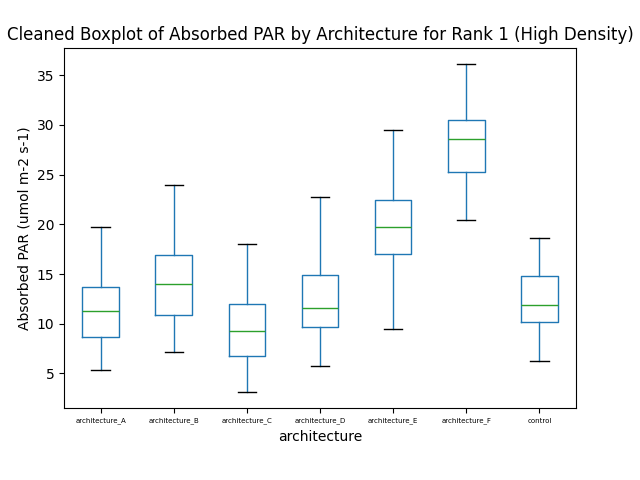 Cleaned Boxplot of Absorbed PAR by Architecture for Rank 1 (High Density)
Absorbed PAR (umol m-2 s-1)
35
30
25
20
15
10
5
architecture_A architecture_B architecture_C architecture_D architecture_E architecture_F control
architecture